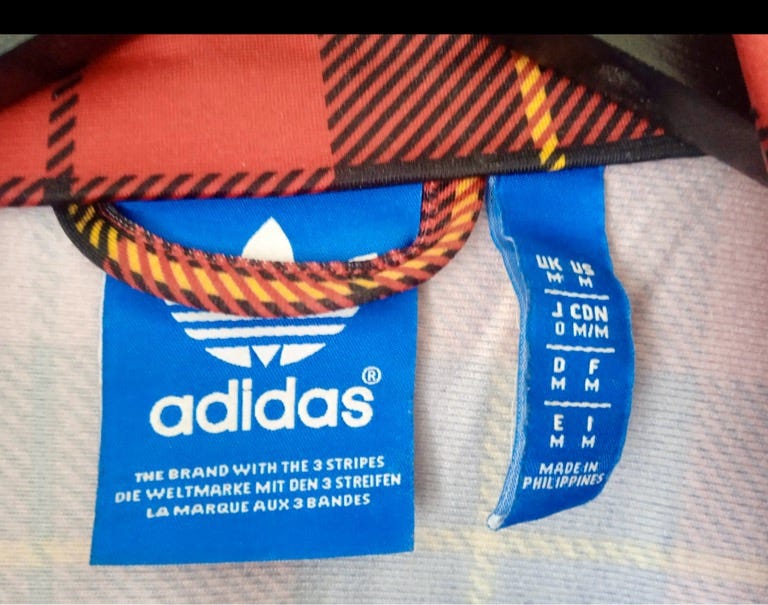 adidas®
THE BRAND WITH THE 3 STRIPES
DIE WELTMARKE MIT DEN 3 STREIFEN
LA MARQUE AUX 3 BANDES
UK US
M M
J CDN
O M/M
D F
M M
E I
M M
MADE IN
PHILIPPINES